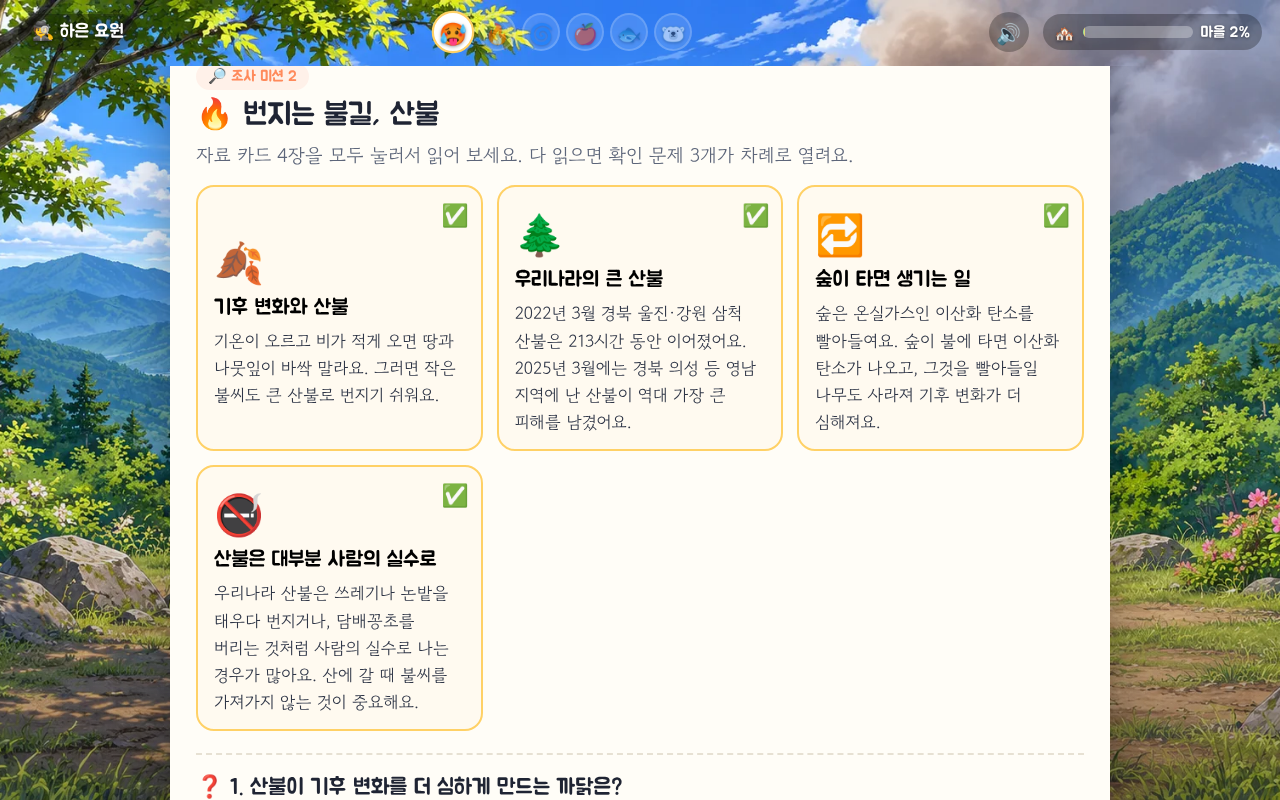 하은 요원
마을 2%
조사 미션 2
번지는 불길, 산불
자료 카드 4장을 모두 눌러서 읽어 보세요. 다 읽으면 확인 문제 3개가 차례로 열려요.
기후 변화와 산불
기온이 오르고 비가 적게 오면 땅과
나뭇잎이 바싹 말라요. 그러면 작은
불씨도 큰 산불로 번지기 쉬워요.
우리나라의 큰 산불
2022년 3월 경북 울진·강원 삼척
산불은 213시간 동안 이어졌어요.
2025년 3월에는 경북 의성 등 영남
지역에 난 산불이 역대 가장 큰
피해를 남겼어요.
숲이 타면 생기는 일
숲은 온실가스인 이산화 탄소를
빨아들여요. 숲이 불에 타면 이산화
탄소가 나오고, 그것을 빨아들일
나무도 사라져 기후 변화가 더
심해져요.
산불은 대부분 사람의 실수로
우리나라 산불은 쓰레기나 논밭을
태우다 번지거나, 담배꽁초를
버리는 것처럼 사람의 실수로 나는
경우가 많아요. 산에 갈 때 불씨를
가져가지 않는 것이 중요해요.
1. 산불이 기후 변화를 더 심하게 만드는 까닭은?